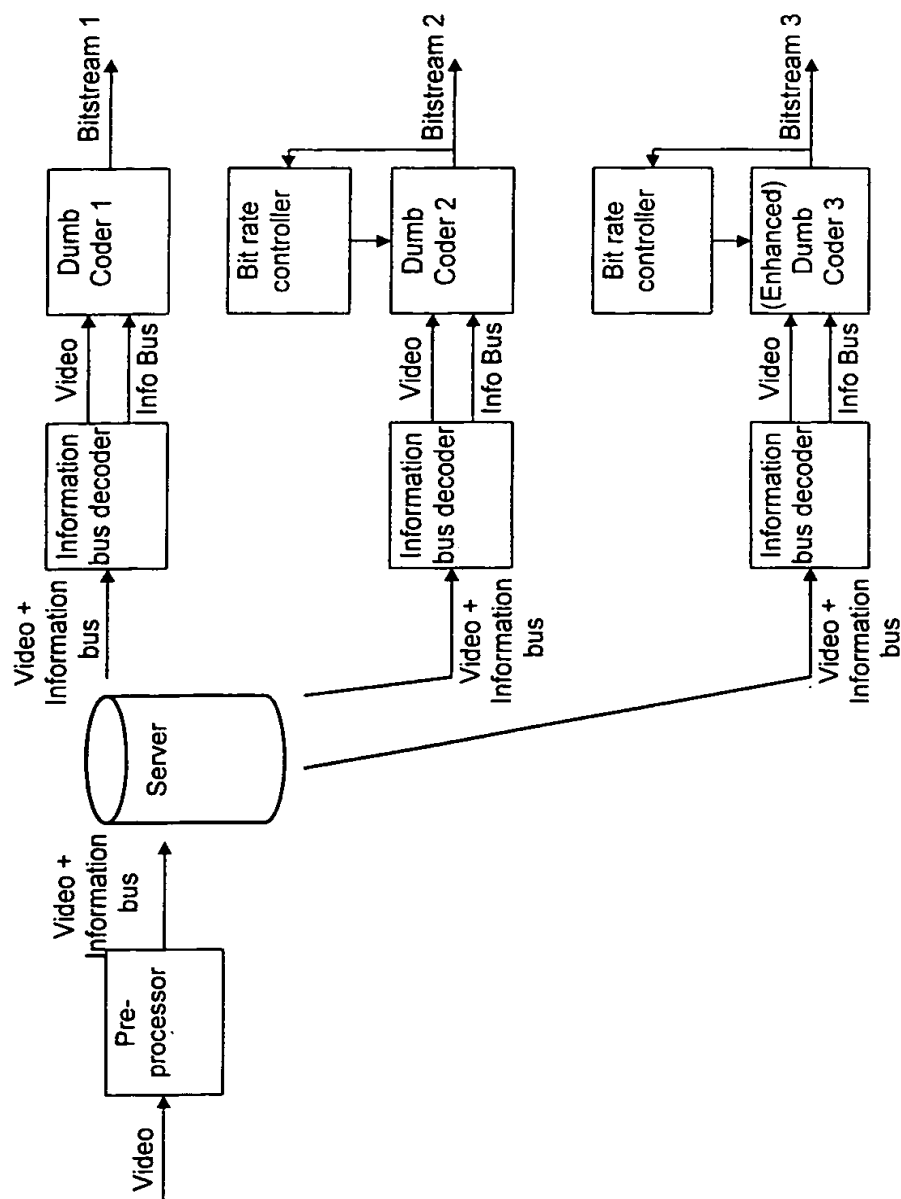 Video
Pre-
processor
Video +
Information
bus
Server
Video +
Information
bus
Information
bus decoder
Video
Info Bus
Dumb
Coder 1
Bitstream 1
Video +
Information
bus
Information
bus decoder
Video
Info Bus
Bit rate
controller
Dumb
Coder 2
Bitstream 2
Video +
Information
bus
Information
bus decoder
Video
Info Bus
Bit rate
controller
(Enhanced)
Dumb
Coder 3
Bitstream 3